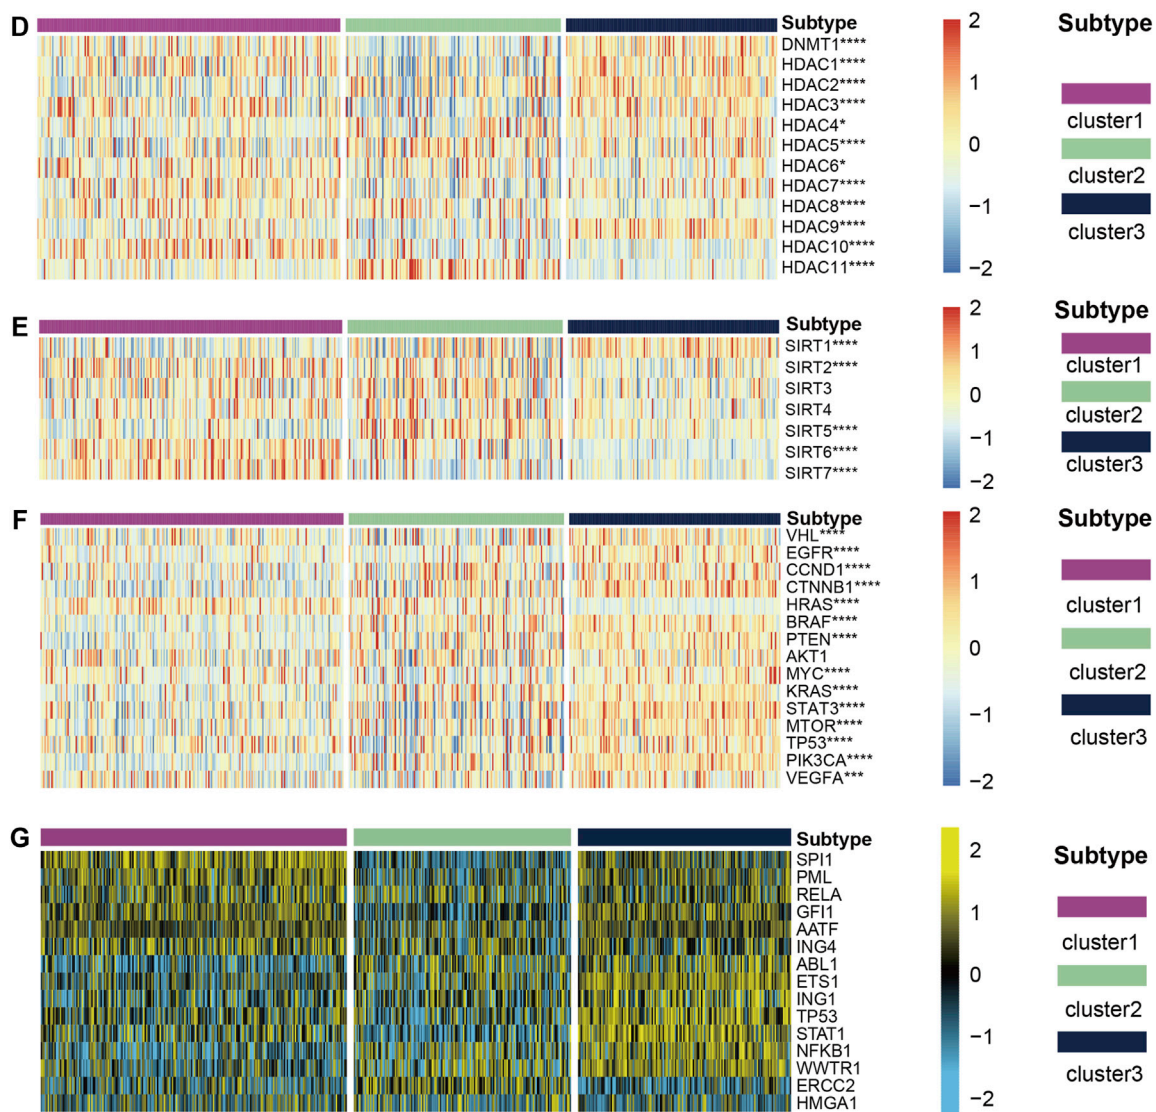 D
Subtype
DNMT1****
HDAC1****
HDAC2****
HDAC3****
HDAC4*
HDAC5****
HDAC6*
HDAC7****
HDAC8****
HDAC9****
HDAC10****
HDAC11****
2
1
0
−1
−2
Subtype
cluster1
cluster2
cluster3
E
Subtype
SIRT1****
SIRT2****
SIRT3
SIRT4
SIRT5****
SIRT6****
SIRT7****
2
1
0
−1
−2
Subtype
cluster1
cluster2
cluster3
F
Subtype
VHL****
EGFR****
CCND1****
CTNNB1****
HRAS****
BRAF****
PTEN****
AKT1
MYC****
KRAS****
STAT3****
MTOR****
TP53****
PIK3CA****
VEGFA***
2
1
0
−1
−2
Subtype
cluster1
cluster2
cluster3
G
Subtype
SPI1
PML
RELA
GFI1
AATF
ING4
ABL1
ETS1
ING1
TP53
STAT1
NFKB1
WWTR1
ERCC2
HMGA1
2
1
0
−1
−2
Subtype
cluster1
cluster2
cluster3